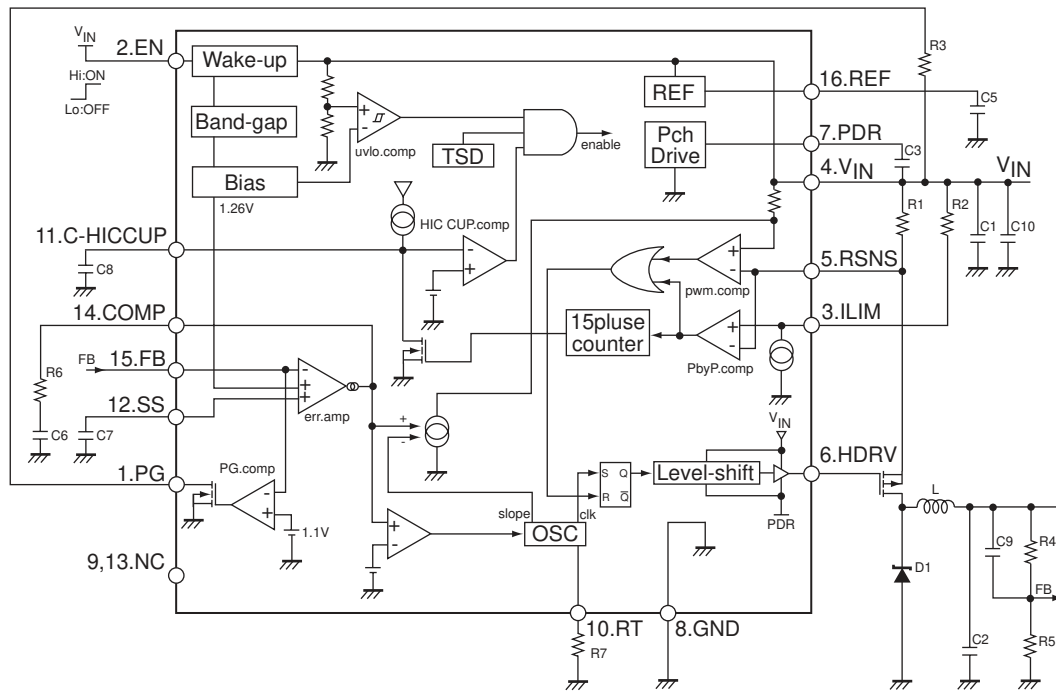 VIN
2.EN
Hi:ON
Lo:OFF
Wake-up
Band-gap
Bias
1.26V
uvlo.comp
TSD
enable
REF
Pch
Drive
16.REF
C5
R3
7.PDR
C3
4.VIN
VIN
R1
R2
C1
C10
11.C-HICCUP
C8
HIC CUP.comp
pwm.comp
5.RSNS
14.COMP
15pluse
counter
PbyP.comp
3.ILIM
FB
15.FB
R6
12.SS
C6
C7
err.amp
+
-
VIN
6.HDRV
1.PG
PG.comp
1.1V
S
Q
R
Q̅
Level-shift
PDR
slope
clk
OSC
L
C9
R4
FB
D1
C2
R5
9,13.NC
10.RT
8.GND
R7